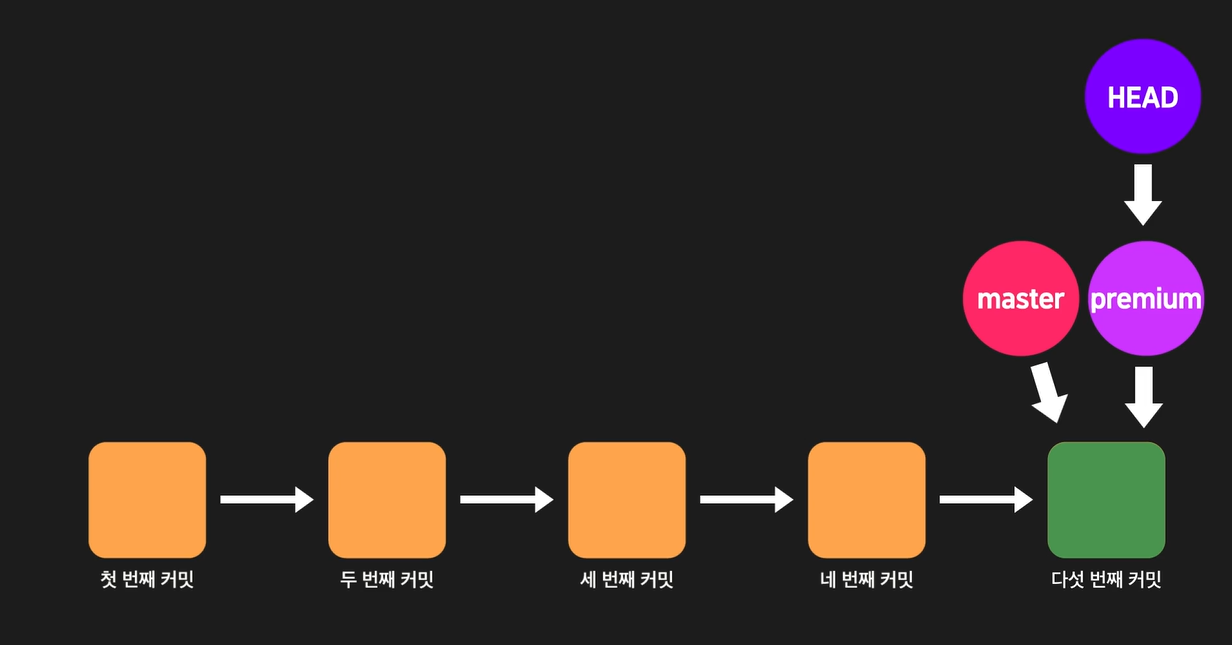 HEAD
master
premium
첫 번째 커밋
두 번째 커밋
세 번째 커밋
네 번째 커밋
다섯 번째 커밋